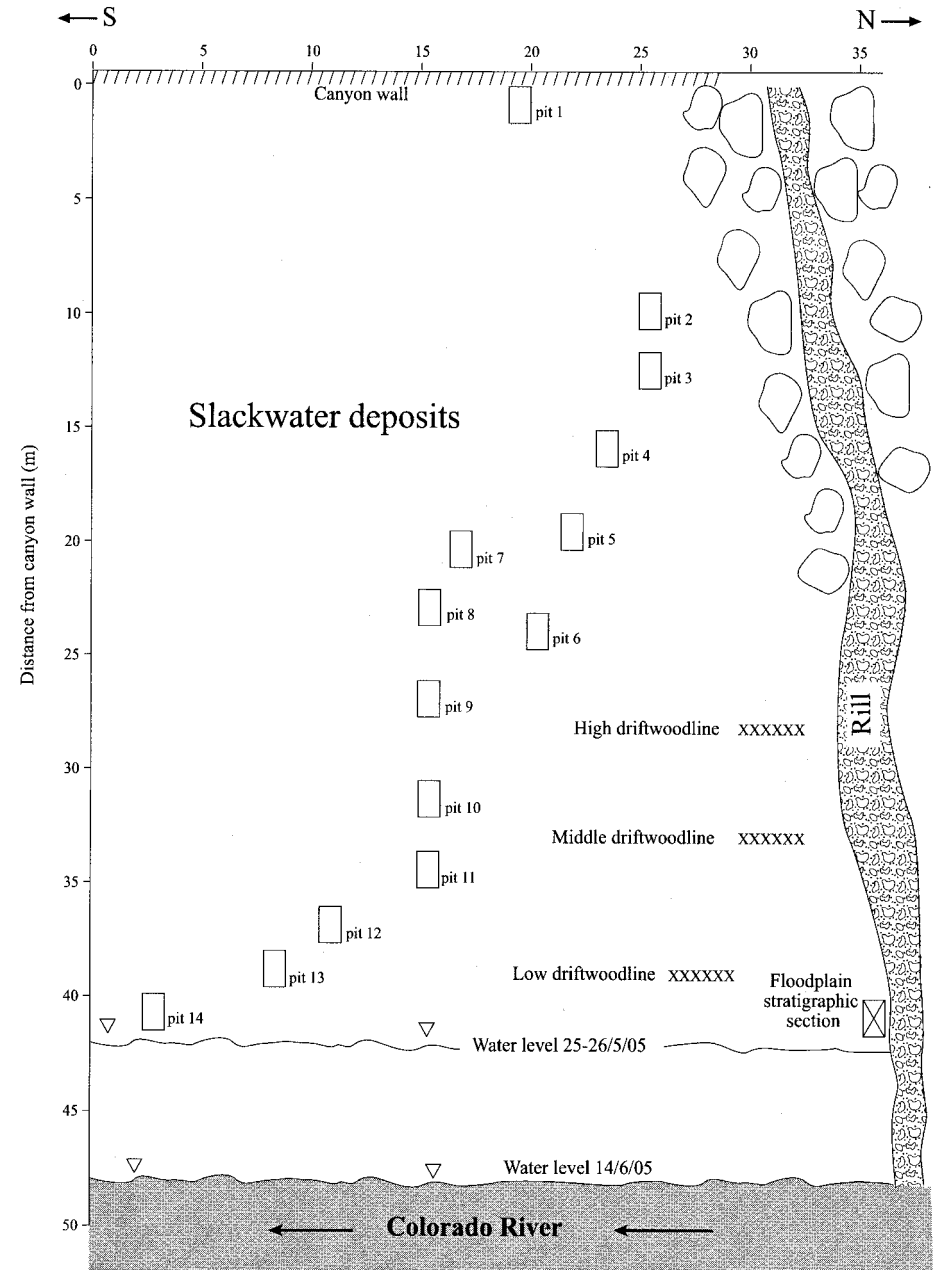 S
N
0 5 10 15 20 25 30 35
0
Canyon wall
pit 1
5
10
pit 2
pit 3
Slackwater deposits
15
pit 4
Distance from canyon wall (m)
20
pit 5
pit 7
pit 8
pit 6
25
pit 9
Rill
High driftwoodline XXXXXX
30
pit 10
Middle driftwoodline XXXXXX
35
pit 11
pit 12
Low driftwoodline XXXXXX
pit 13
Floodplain
stratigraphic
section
40
pit 14
Water level 25-26/5/05
45
Water level 14/6/05
50
Colorado River